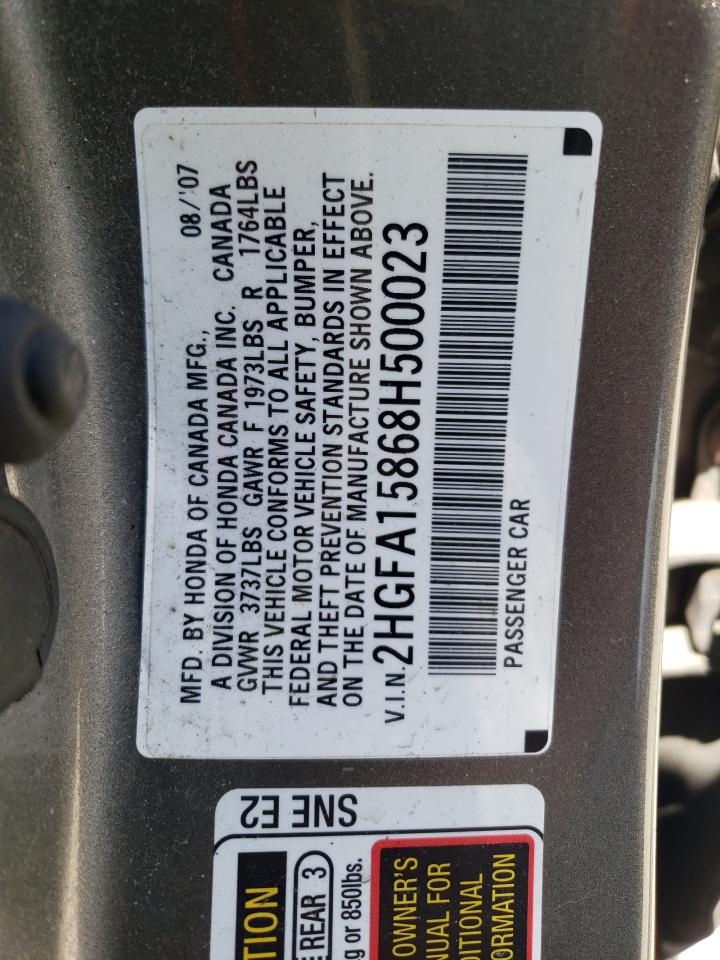 MFD. BY HONDA OF CANADA MFG., 08/'07
A DIVISION OF HONDA CANADA INC. CANADA
GVWR 3737LBS GAWR F 1973LBS R 1764LBS
THIS VEHICLE CONFORMS TO ALL APPLICABLE
FEDERAL MOTOR VEHICLE SAFETY, BUMPER,
AND THEFT PREVENTION STANDARDS IN EFFECT
ON THE DATE OF MANUFACTURE SHOWN ABOVE.
V.I.N. 2HGFA15868H500023
PASSENGER CAR
SNE E2
TION
E REAR 3
g or 850lbs.
OWNER'S
NUAL FOR
DITIONAL
ORMATION